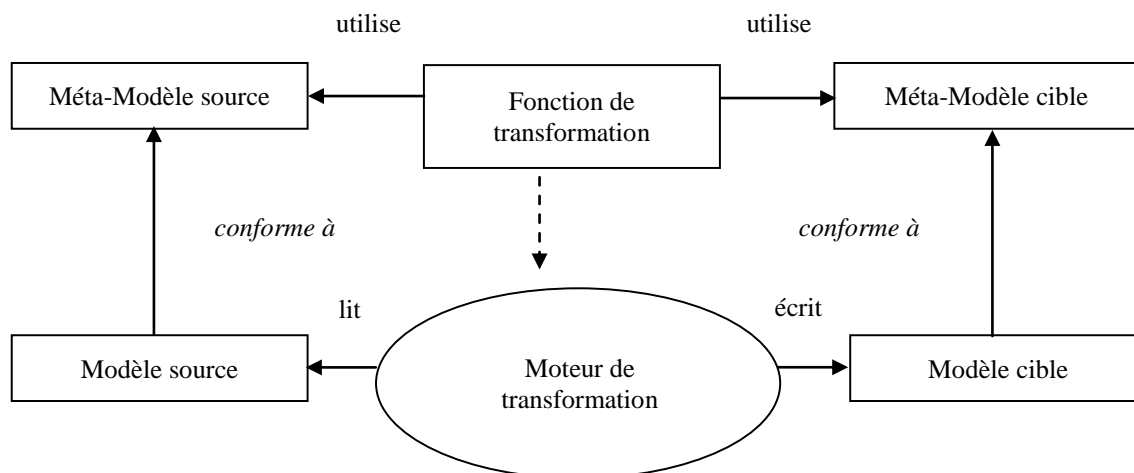 utilise
utilise
Méta-Modèle source
Fonction de
transformation
Méta-Modèle cible
conforme à
conforme à
lit
écrit
Modèle source
Moteur de
transformation
Modèle cible